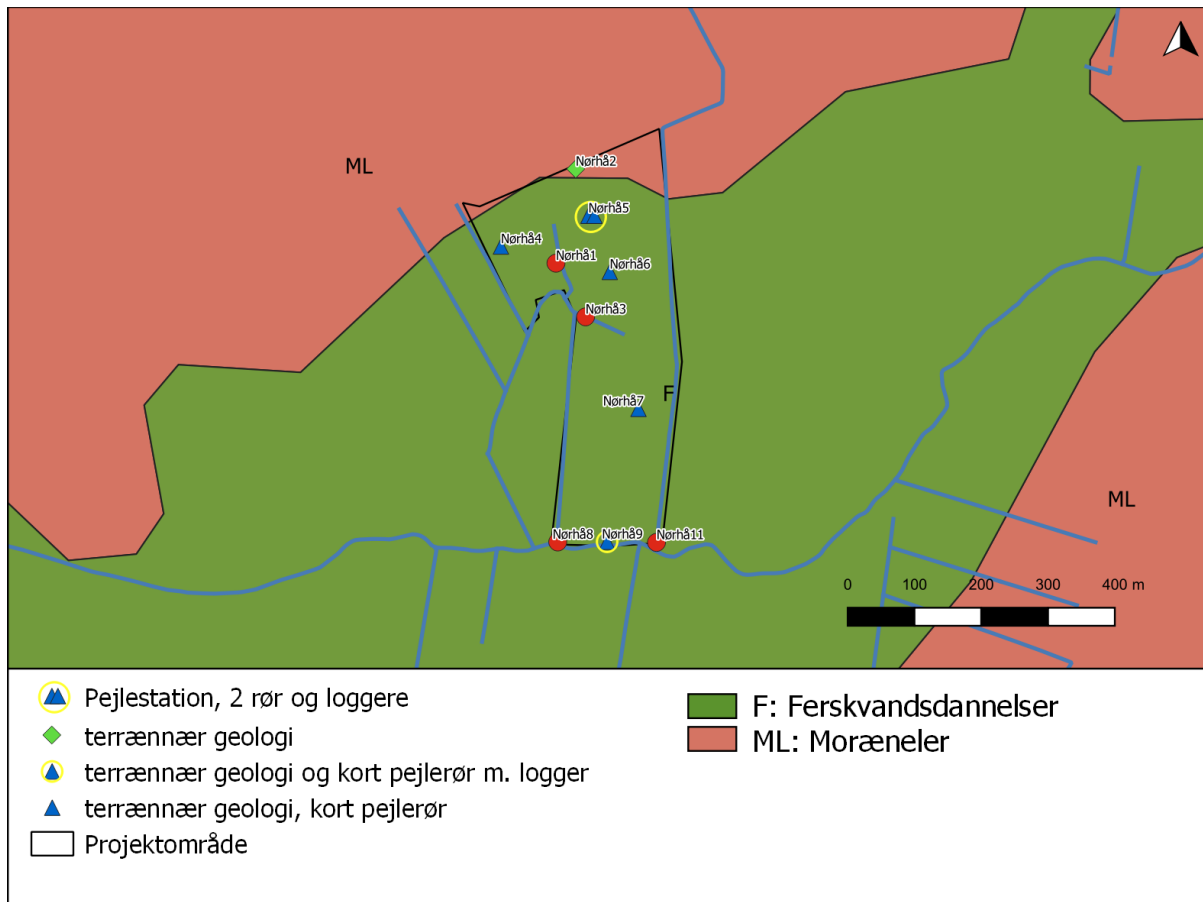 ML
Nørhå2
Nørhå5
Nørhå4
Nørhå1
Nørhå6
Nørhå3
F
Nørhå7
ML
Nørhå8
Nørhå9
Nørhå11
0 100 200 300 400 m
Pejlestation, 2 rør og loggere
terrænnær geologi
terrænnær geologi og kort pejlerør m. logger
terrænnær geologi, kort pejlerør
Projektområde
F: Ferskvandsdannelser
ML: Moræneler